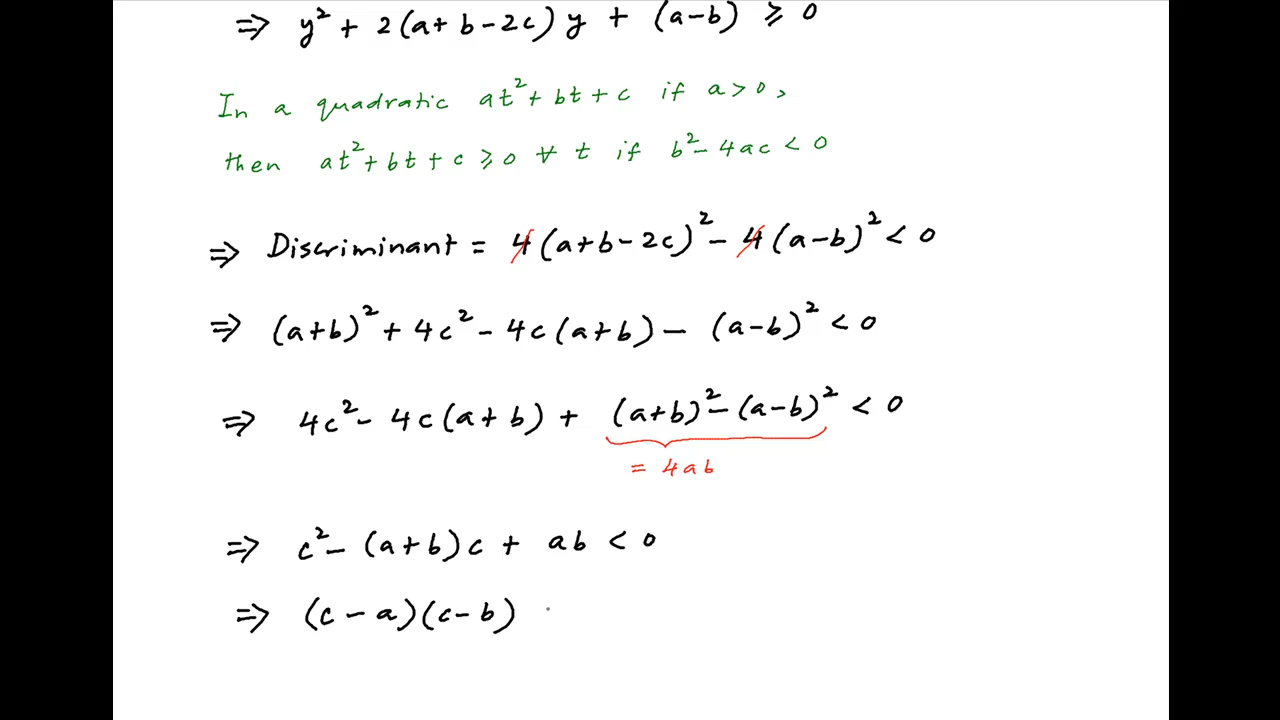 ⇒ y² + 2(a+b-2c)y + (a-b) ≥ 0
In a quadratic at² + bt + c if a > 0,
then at² + bt + c ≥ 0 ∀ t if b² - 4ac < 0
⇒ Discriminant = 4(a+b-2c)² - 4(a-b)² < 0
⇒ (a+b)² + 4c² - 4c(a+b) - (a-b)² < 0
⇒ 4c² - 4c(a+b) + (a+b)² - (a-b)² < 0
= 4ab
⇒ c² - (a+b)c + ab < 0
⇒ (c-a)(c-b)